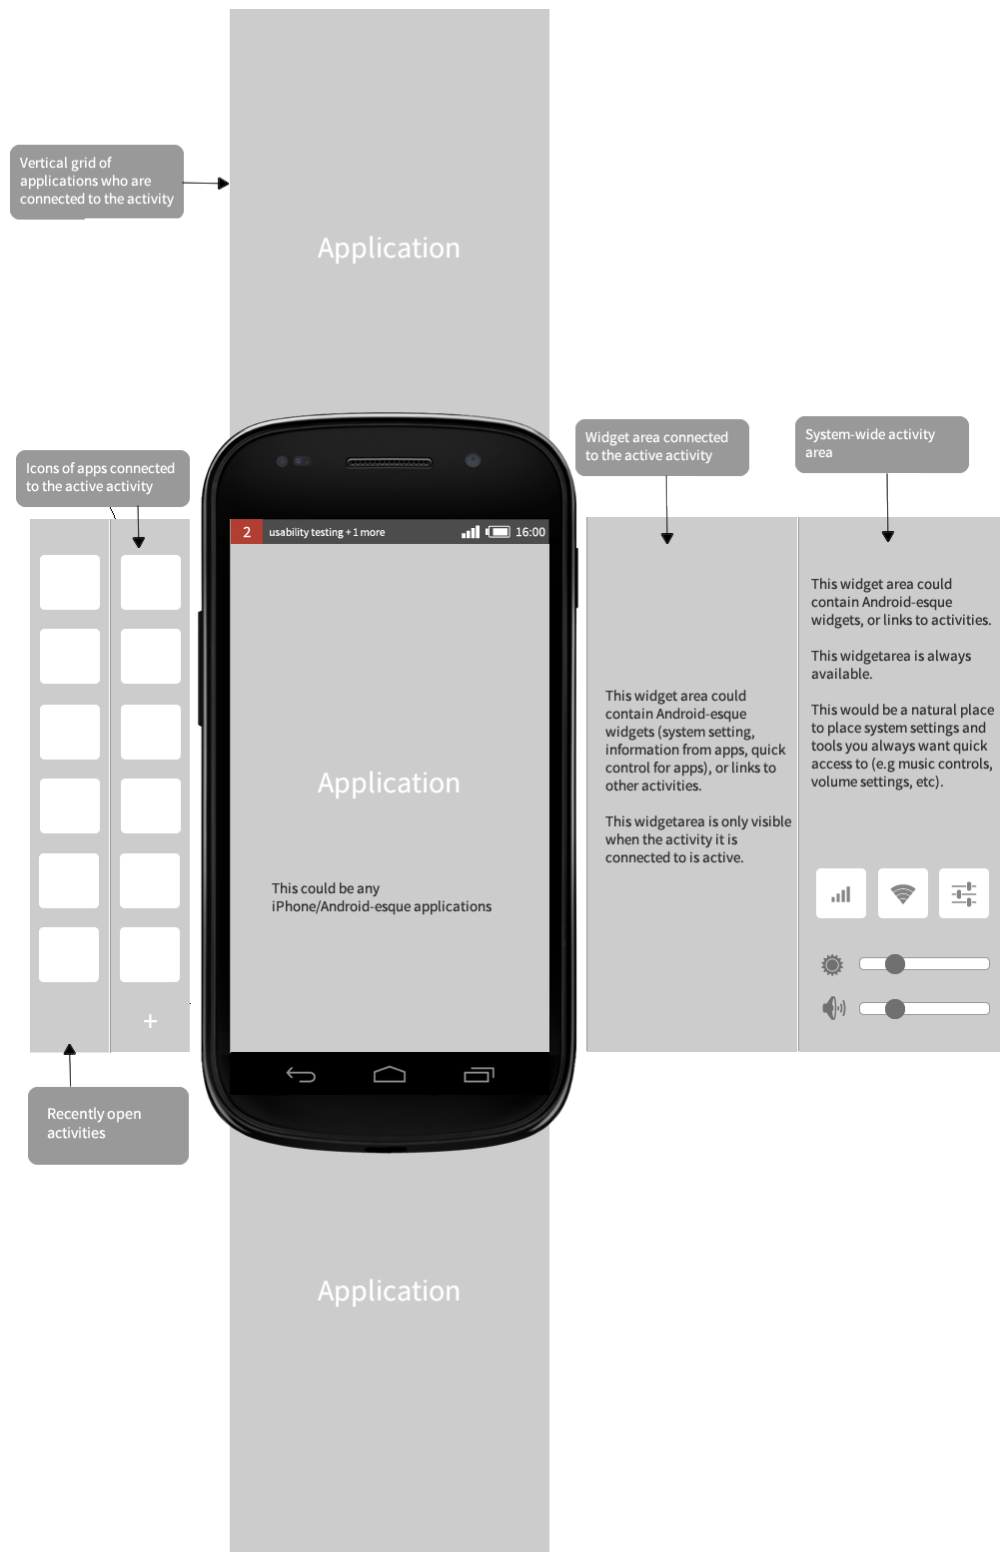 Vertical grid of
applications who are
connected to the activity
Application
Icons of apps connected
to the active activity
Widget area connected
to the active activity
System-wide activity
area
2 usability testing + 1 more 16:00
Application
This could be any
iPhone/Android-esque applications
This widget area could
contain Android-esque
widgets (system setting,
information from apps, quick
control for apps), or links to
other activities.
This widgetarea is only visible
when the activity it is
connected to is active.
This widget area could
contain Android-esque
widgets, or links to activities.
This widgetarea is always
available.
This would be a natural place
to place system settings and
tools you always want quick
access to (e.g music controls,
volume settings, etc).
+
Recently open
activities
Application